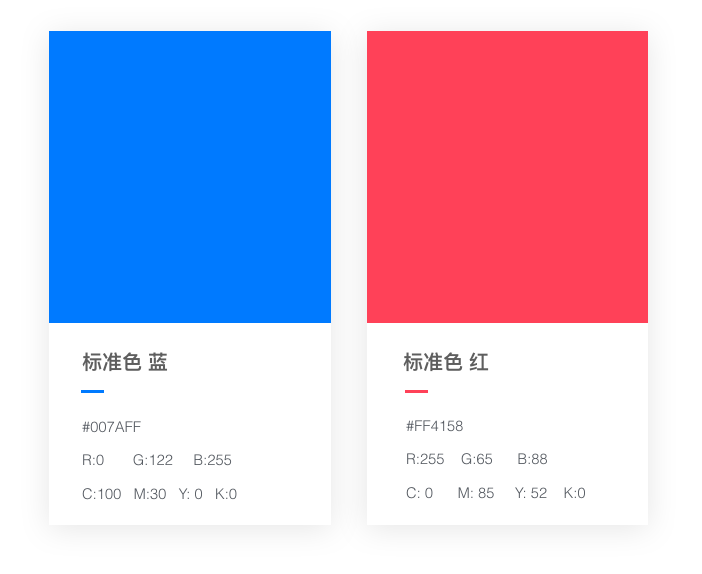 标准色 蓝
#007AFF
R:0 G:122 B:255
C:100 M:30 Y: 0 K:0
标准色 红
#FF4158
R:255 G:65 B:88
C: 0 M: 85 Y: 52 K:0